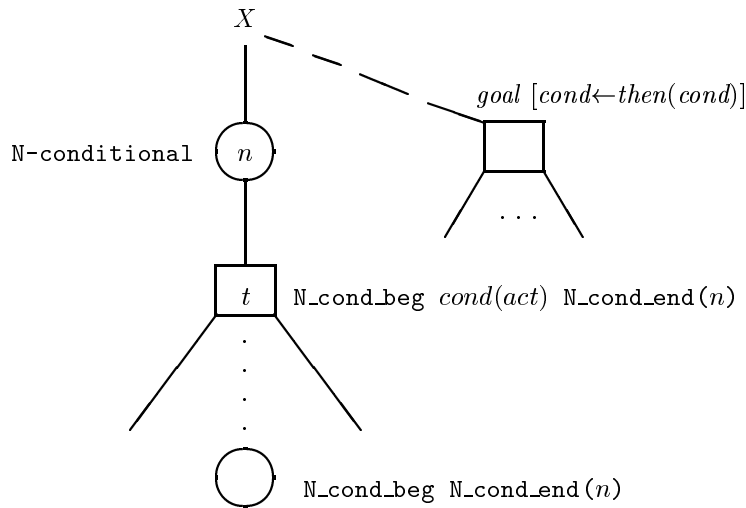 X
goal [cond←then(cond)]
N-conditional n
. . .
t N_cond_beg cond(act) N_cond_end(n)
N_cond_beg N_cond_end(n)